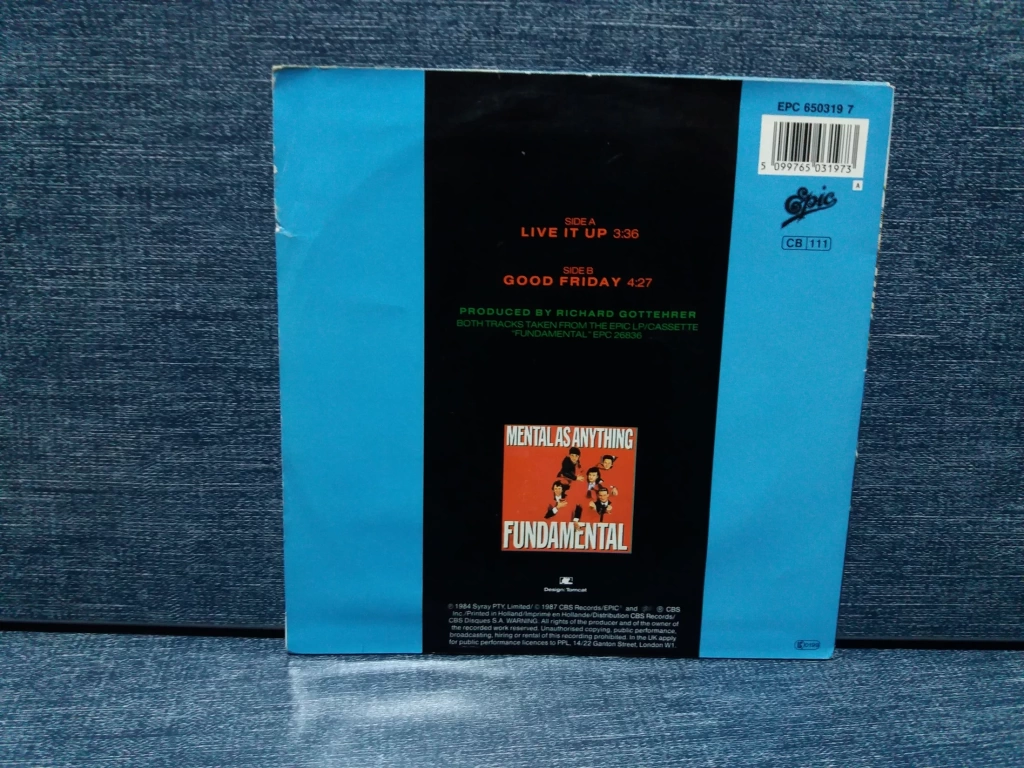 EPC 650319 7
5 099765 031973
A
Epic
CB 111
SIDE A
LIVE IT UP 3:36
SIDE B
GOOD FRIDAY 4:27
PRODUCED BY RICHARD GOTTEHRER
BOTH TRACKS TAKEN FROM THE EPIC LP/CASSETTE
"FUNDAMENTAL" EPC 26836
MENTAL AS ANYTHING
FUNDAMENTAL
Design: Tomcat
℗ 1984 Syray PTY. Limited/ © 1987 CBS Records/EPIC and ® CBS
Inc./Printed in Holland/Imprimé en Hollande/Distribution CBS Records/
CBS Disques S.A. WARNING: All rights of the producer and of the owner of
the recorded work reserved. Unauthorised copying, public performance,
broadcasting, hiring or rental of this recording prohibited. In the UK apply
for public performance licences to PPL, 14-22 Ganton Street, London W1.